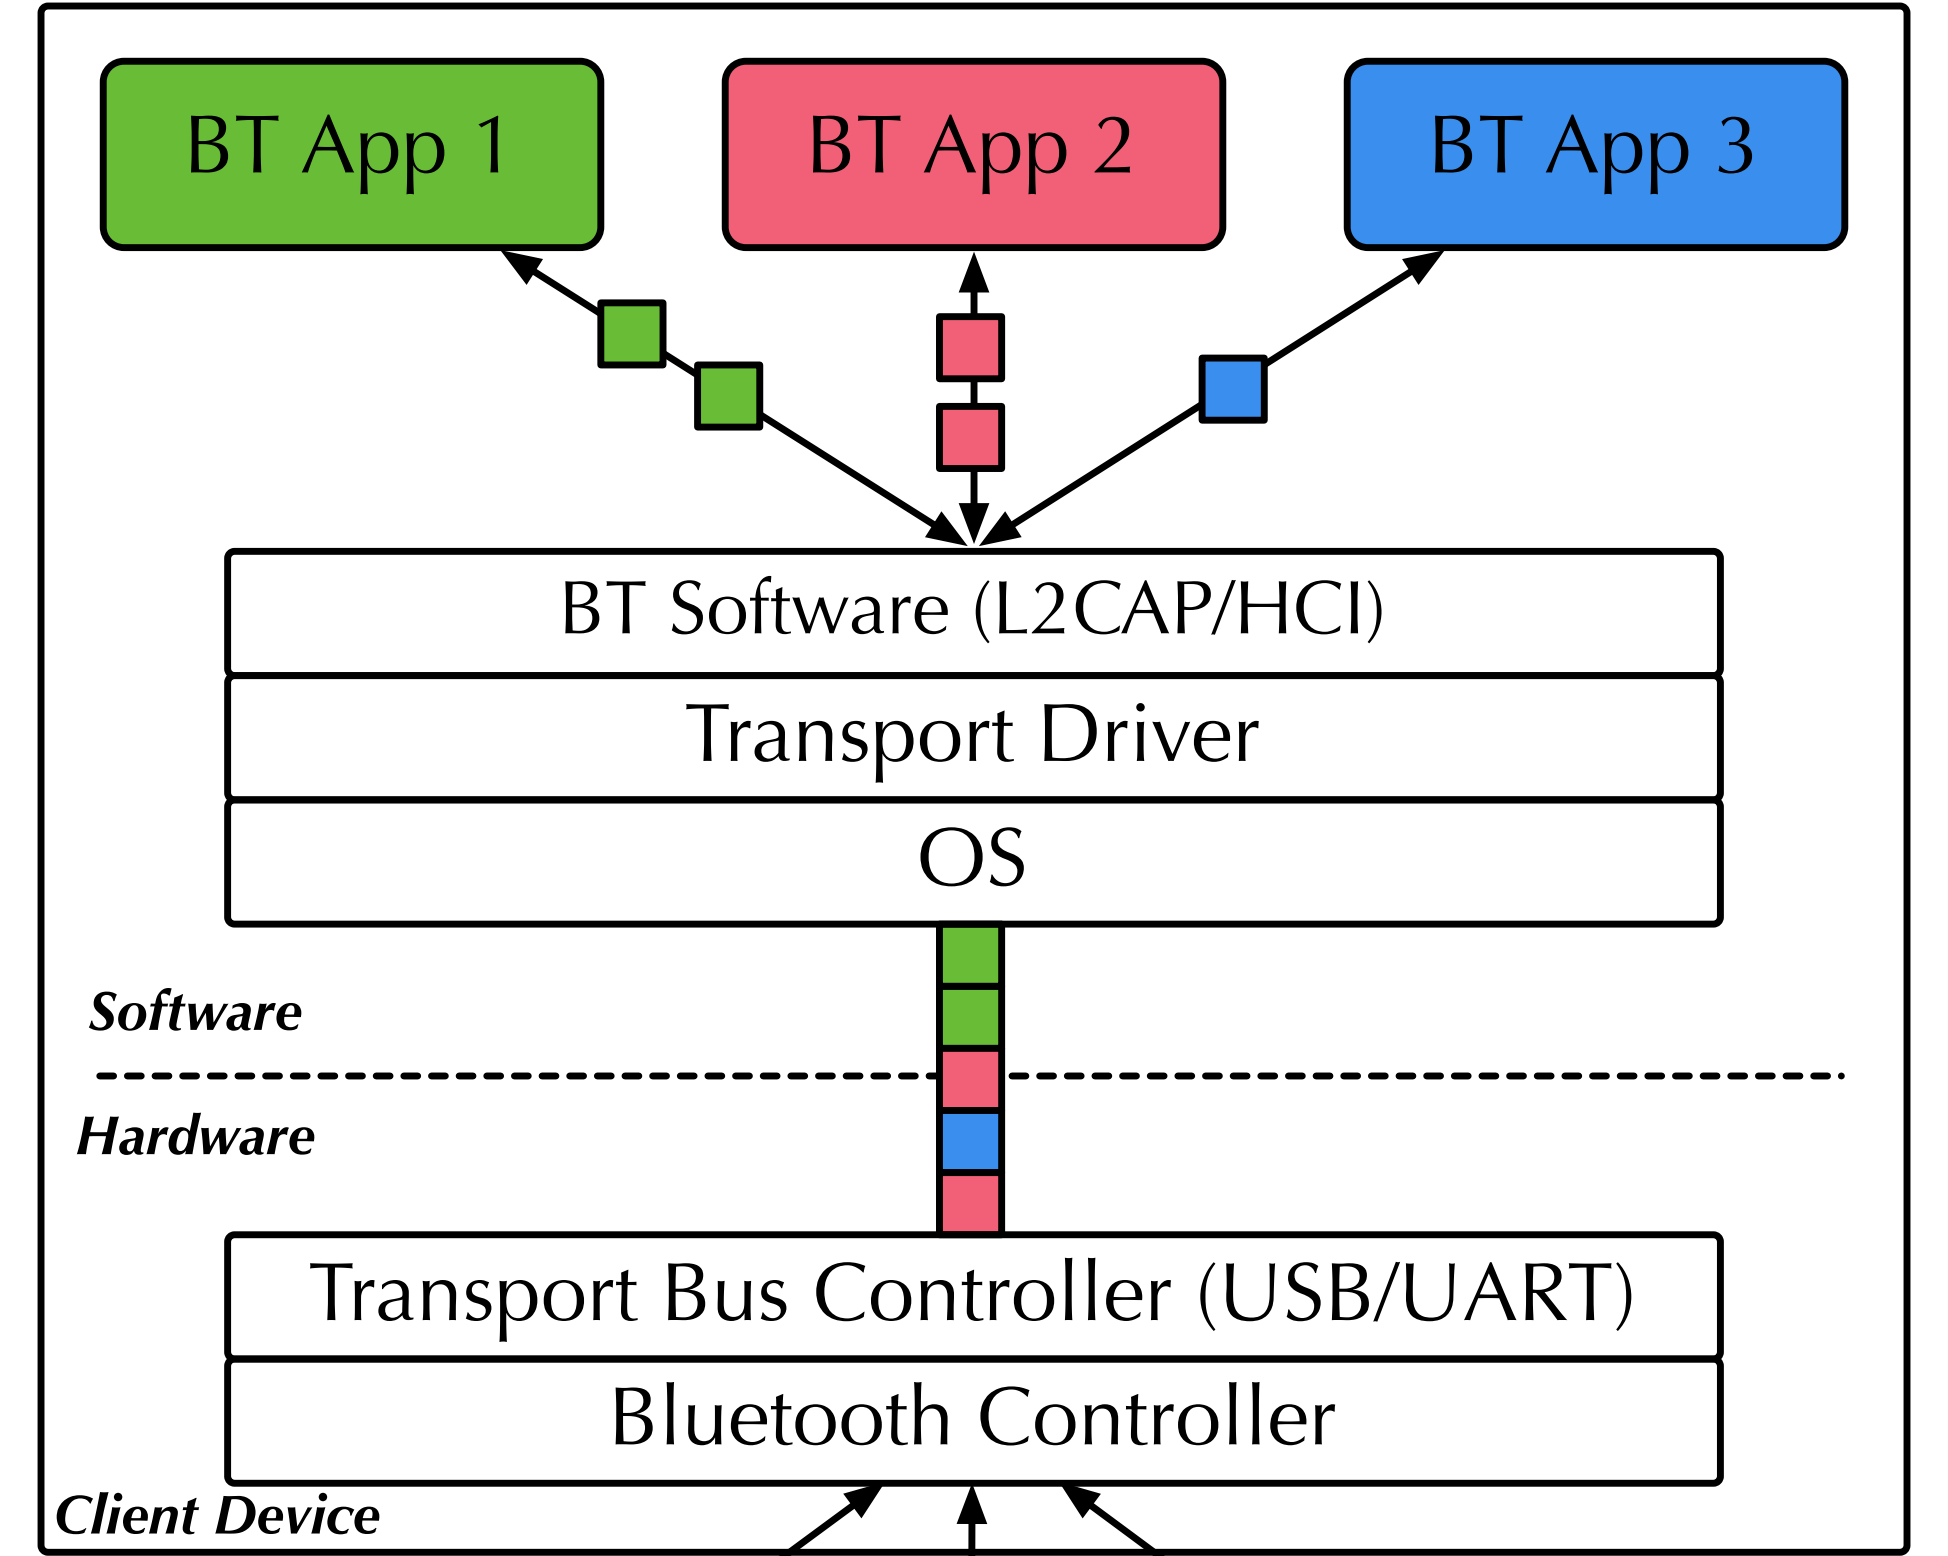 BT App 1
BT App 2
BT App 3
BT Software (L2CAP/HCI)
Transport Driver
OS
Software
Hardware
Transport Bus Controller (USB/UART)
Bluetooth Controller
Client Device